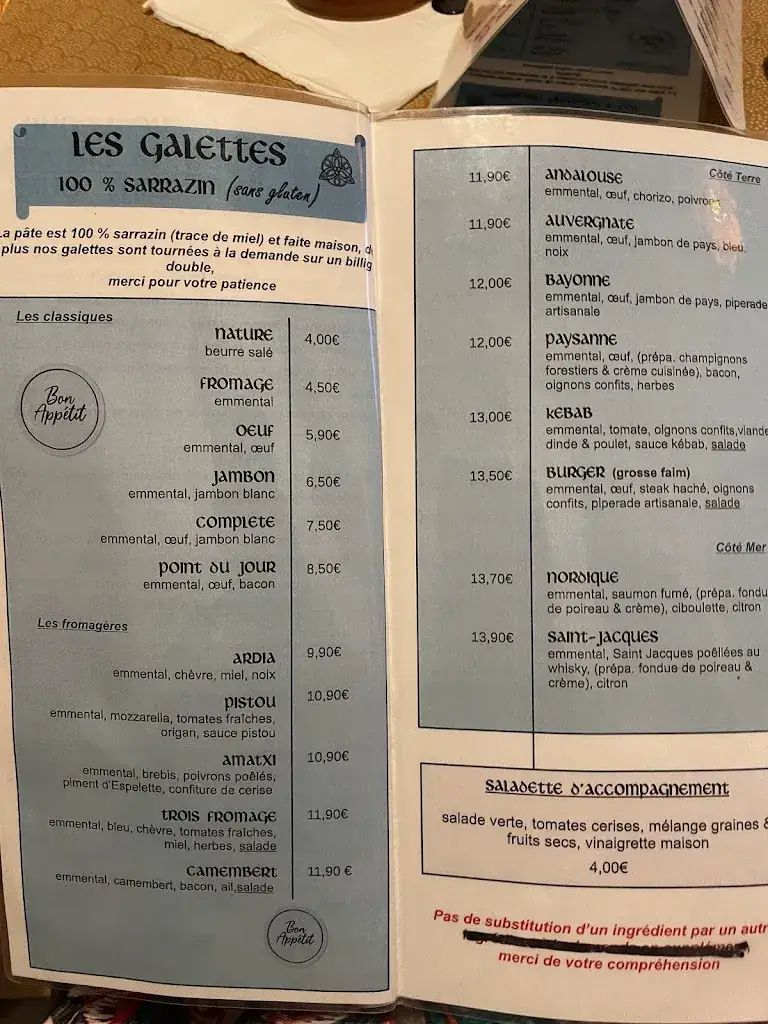 LES GALETTES
100 % SARRAZIN (sans gluten)
La pâte est 100 % sarrazin (trace de miel) et faite maison, de
plus nos galettes sont tournées à la demande sur un billig
double,
merci pour votre patience
Les classiques
NATURE 4,00€
beurre salé
FROMAGE 4,50€
emmental
Bon
Appétit
OEUF 5,90€
emmental, œuf
JAMBON 6,50€
emmental, jambon blanc
COMPLETE 7,50€
emmental, œuf, jambon blanc
POINT DU JOUR 8,50€
emmental, œuf, bacon
Les fromagères
ARDIA 9,90€
emmental, chèvre, miel, noix
PISTOU 10,90€
emmental, mozzarella, tomates fraîches,
origan, sauce pistou
AMATXI 10,90€
emmental, brebis, poivrons poêlés,
piment d'Espelette, confiture de cerise
TROIS FROMAGE 11,90€
emmental, bleu, chèvre, tomates fraîches,
miel, herbes, salade
CAMEMBERT 11,90 €
emmental, camembert, bacon, ail,salade
Bon
Appétit
Côté Terre
11,90€ ANDALOUSE
emmental, œuf, chorizo, poivrons
11,90€ AUVERGNATE
emmental, œuf, jambon de pays, bleu,
noix
12,00€ BAYONNE
emmental, œuf, jambon de pays, piperade
artisanale
12,00€ PAYSANNE
emmental, œuf, (prépa. champignons
forestiers & crème cuisinée), bacon,
oignons confits, herbes
13,00€ KEBAB
emmental, tomate, oignons confits,viande
dinde & poulet, sauce kébab, salade
13,50€ BURGER (grosse faim)
emmental, œuf, steak haché, oignons
confits, piperade artisanale, salade
Côté Mer
13,70€ NORDIQUE
emmental, saumon fumé, (prépa. fondu
de poireau & crème), ciboulette, citron
13,90€ SAINT-JACQUES
emmental, Saint Jacques poêllées au
whisky, (prépa. fondue de poireau &
crème), citron
SALADETTE D'ACCOMPAGNEMENT
salade verte, tomates cerises, mélange graines &
fruits secs, vinaigrette maison
4,00€
Pas de substitution d'un ingrédient par un autr
merci de votre compréhension